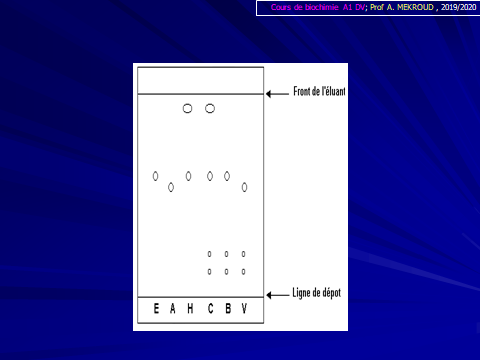 Cours de biochimie A1 DV; Prof A. MEKROUD , 2019/2020
Front de l'éluant
Ligne de dépot
E A H C B V